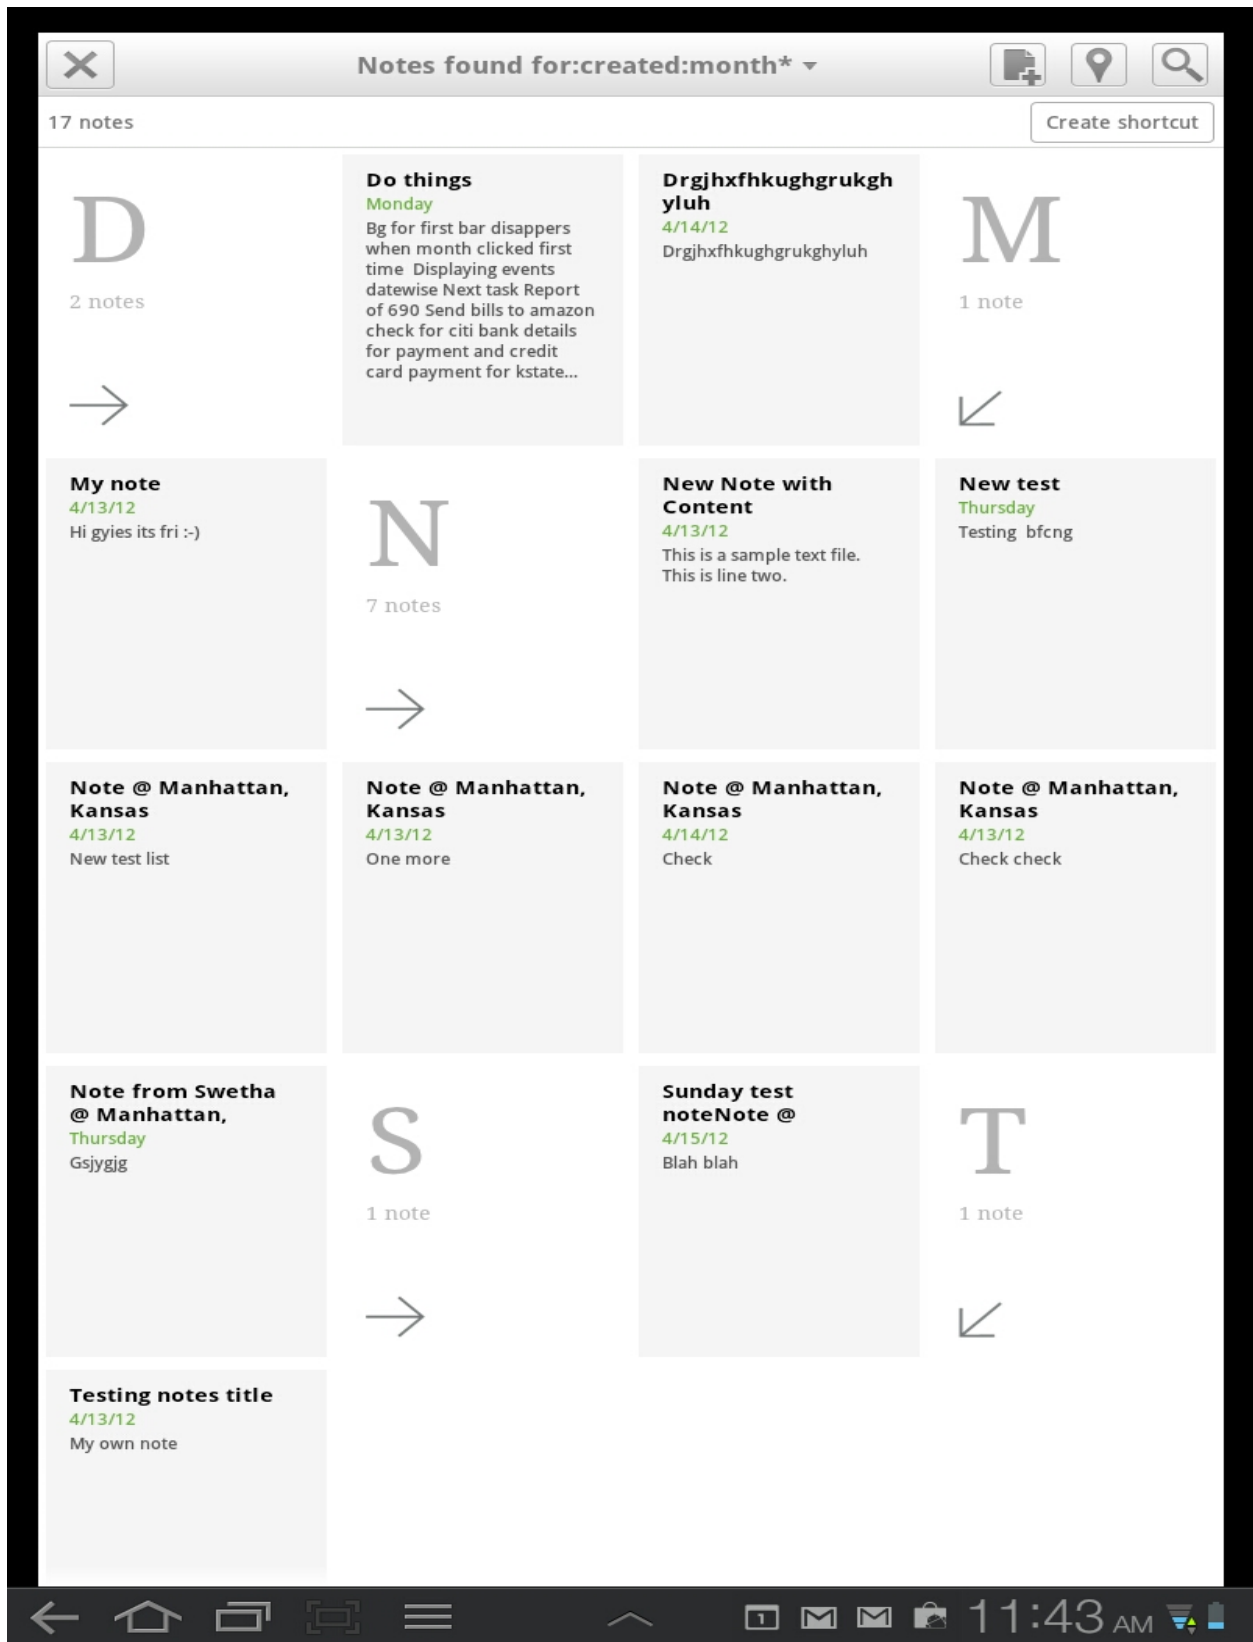 Notes found for:created:month*
17 notes
Create shortcut
D
2 notes
Do things
Monday
Bg for first bar disappers
when month clicked first
time  Displaying events
datewise Next task Report
of 690 Send bills to amazon
check for citi bank details
for payment and credit
card payment for kstate...
Drgjhxfhkughgrukgh
yluh
4/14/12
Drgjhxfhkughgrukghyluh
M
1 note
My note
4/13/12
Hi gyies its fri :-)
N
7 notes
New Note with
Content
4/13/12
This is a sample text file.
This is line two.
New test
Thursday
Testing  bfcng
Note @ Manhattan,
Kansas
4/13/12
New test list
Note @ Manhattan,
Kansas
4/13/12
One more
Note @ Manhattan,
Kansas
4/14/12
Check
Note @ Manhattan,
Kansas
4/13/12
Check check
Note from Swetha
@ Manhattan,
Thursday
Gsjygjg
S
1 note
Sunday test
noteNote @
4/15/12
Blah blah
T
1 note
Testing notes title
4/13/12
My own note
1
11:43 AM